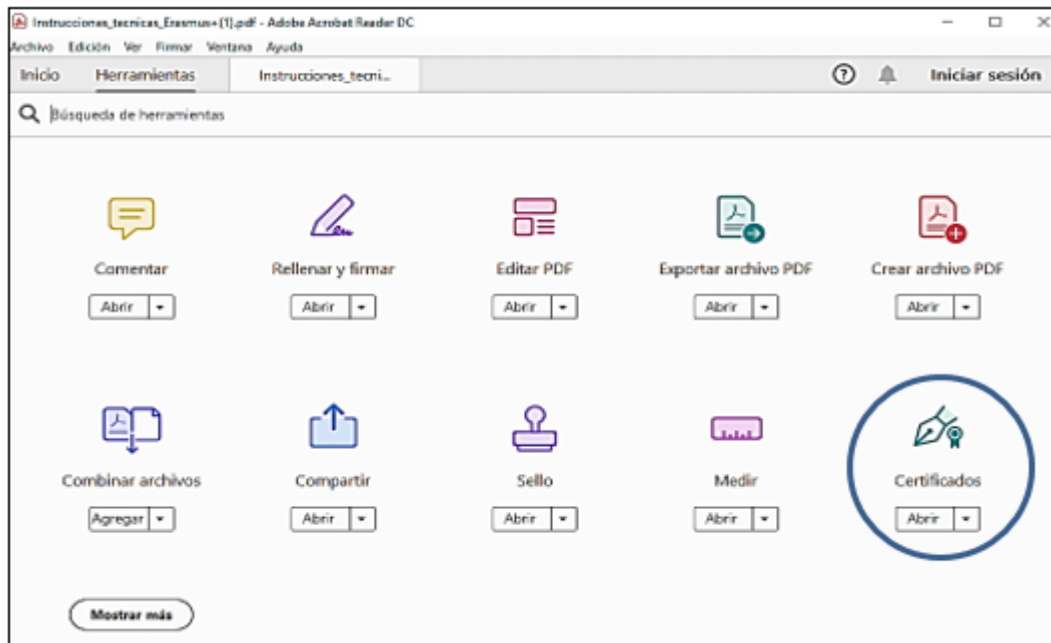 Instrucciones_tecnicas_Erasmus+(1).pdf - Adobe Acrobat Reader DC
Archivo Edición Ver Firmar Ventana Ayuda
Inicio Herramientas Instrucciones_tecni... Iniciar sesión
Búsqueda de herramientas
Comentar Rellenar y firmar Editar PDF Exportar archivo PDF Crear archivo PDF
Abrir Abrir Abrir Abrir Abrir
Combinar archivos Compartir Sello Medir Certificados
Agregar Abrir Abrir Abrir Abrir
Mostrar más